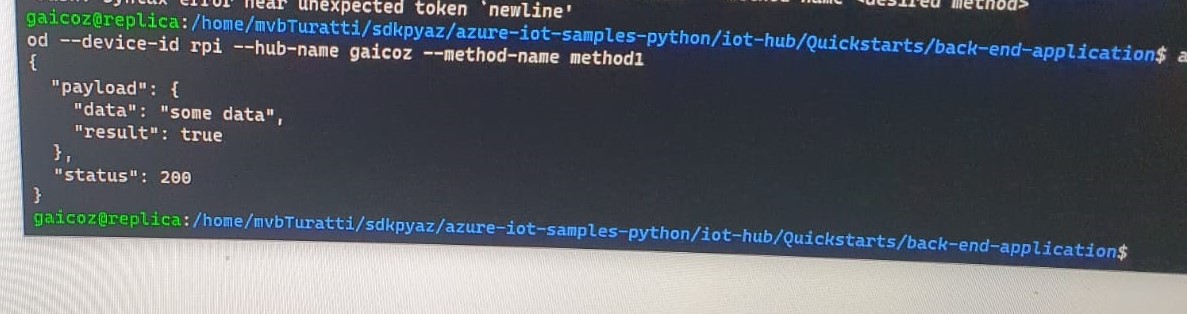 syntax error near unexpected token `newline' <desired method>
gaicoz@replica:/home/mvbTuratti/sdkpyaz/azure-iot-samples-python/iot-hub/Quickstarts/back-end-application$ a
od --device-id rpi --hub-name gaicoz --method-name method1
{
  "payload": {
    "data": "some data",
    "result": true
  },
  "status": 200
}
gaicoz@replica:/home/mvbTuratti/sdkpyaz/azure-iot-samples-python/iot-hub/Quickstarts/back-end-application$